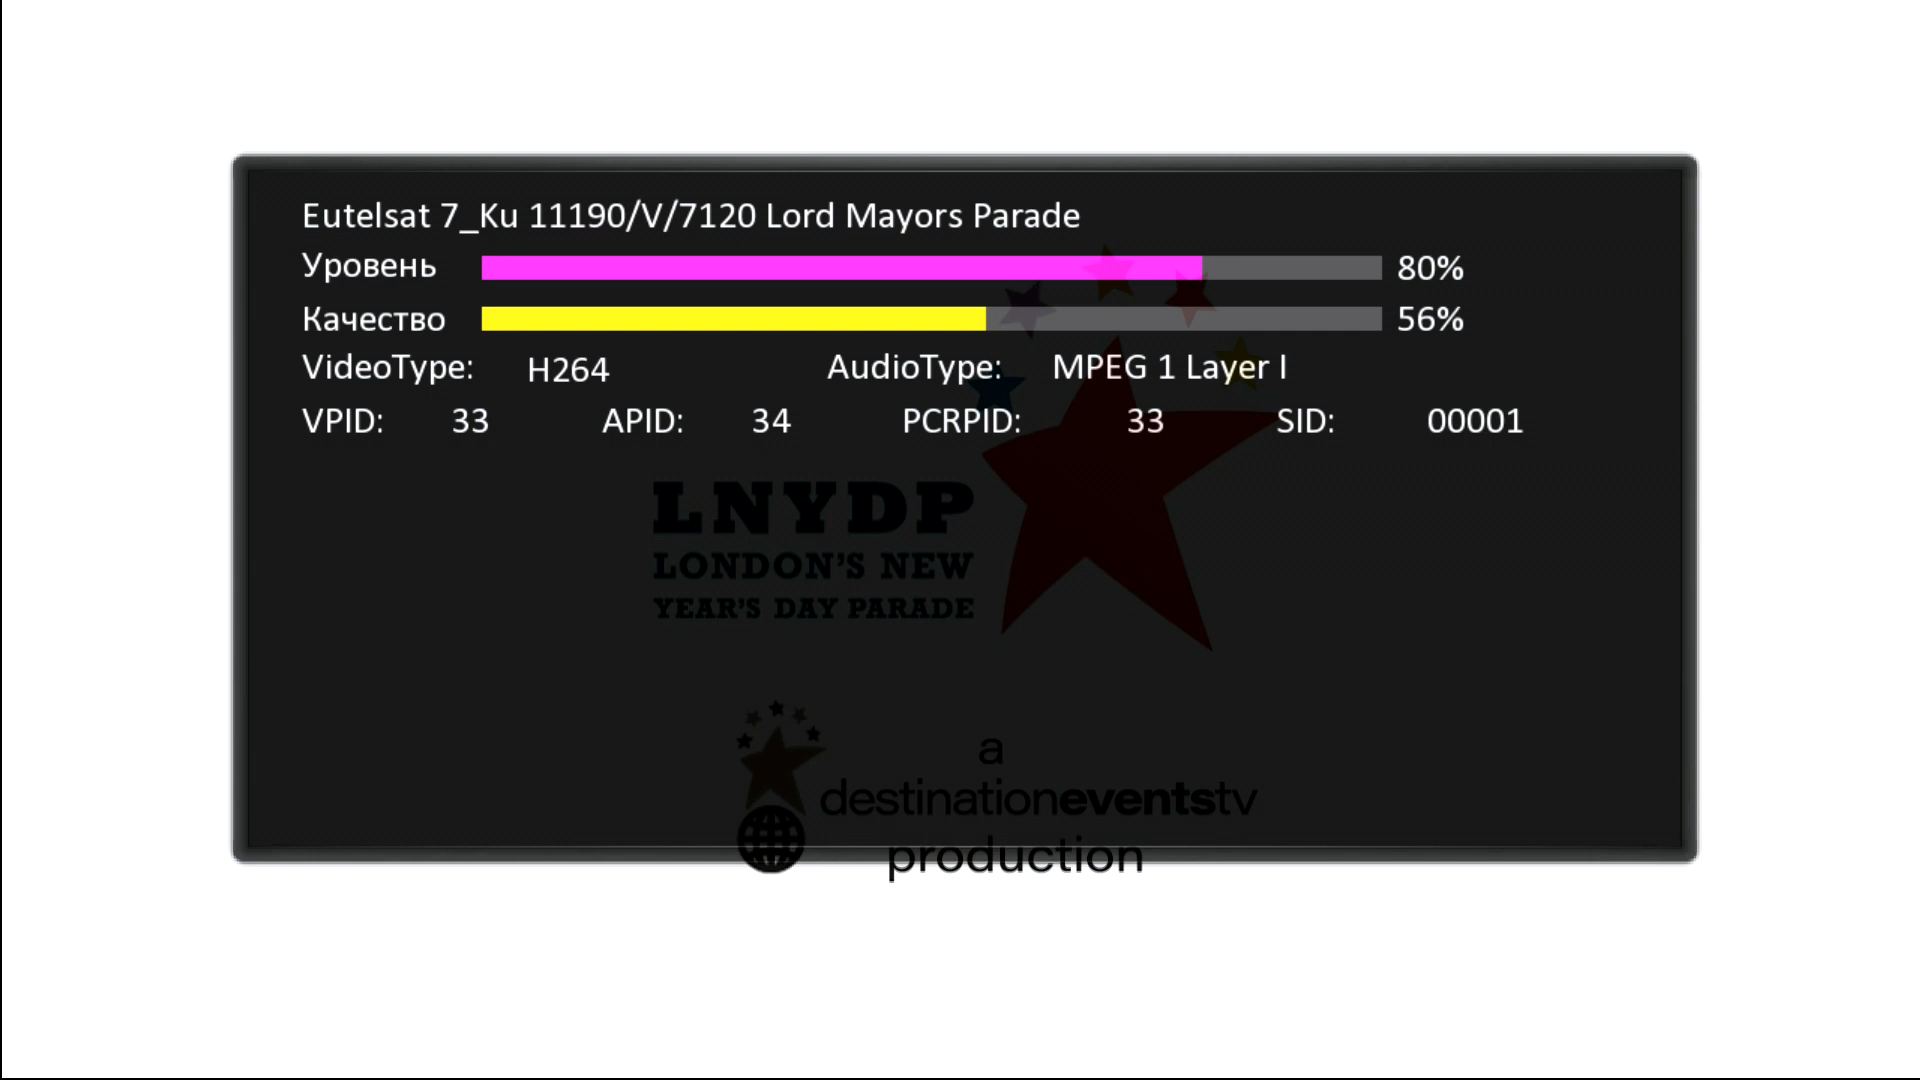 Eutelsat 7_Ku 11190/V/7120 Lord Mayors Parade
Уровень 80%
Качество 56%
VideoType: H264 AudioType: MPEG 1 Layer I
VPID: 33 APID: 34 PCRPID: 33 SID: 00001
LNYDP
LONDON'S NEW
YEAR'S DAY PARADE
a
destinationeventstv
production